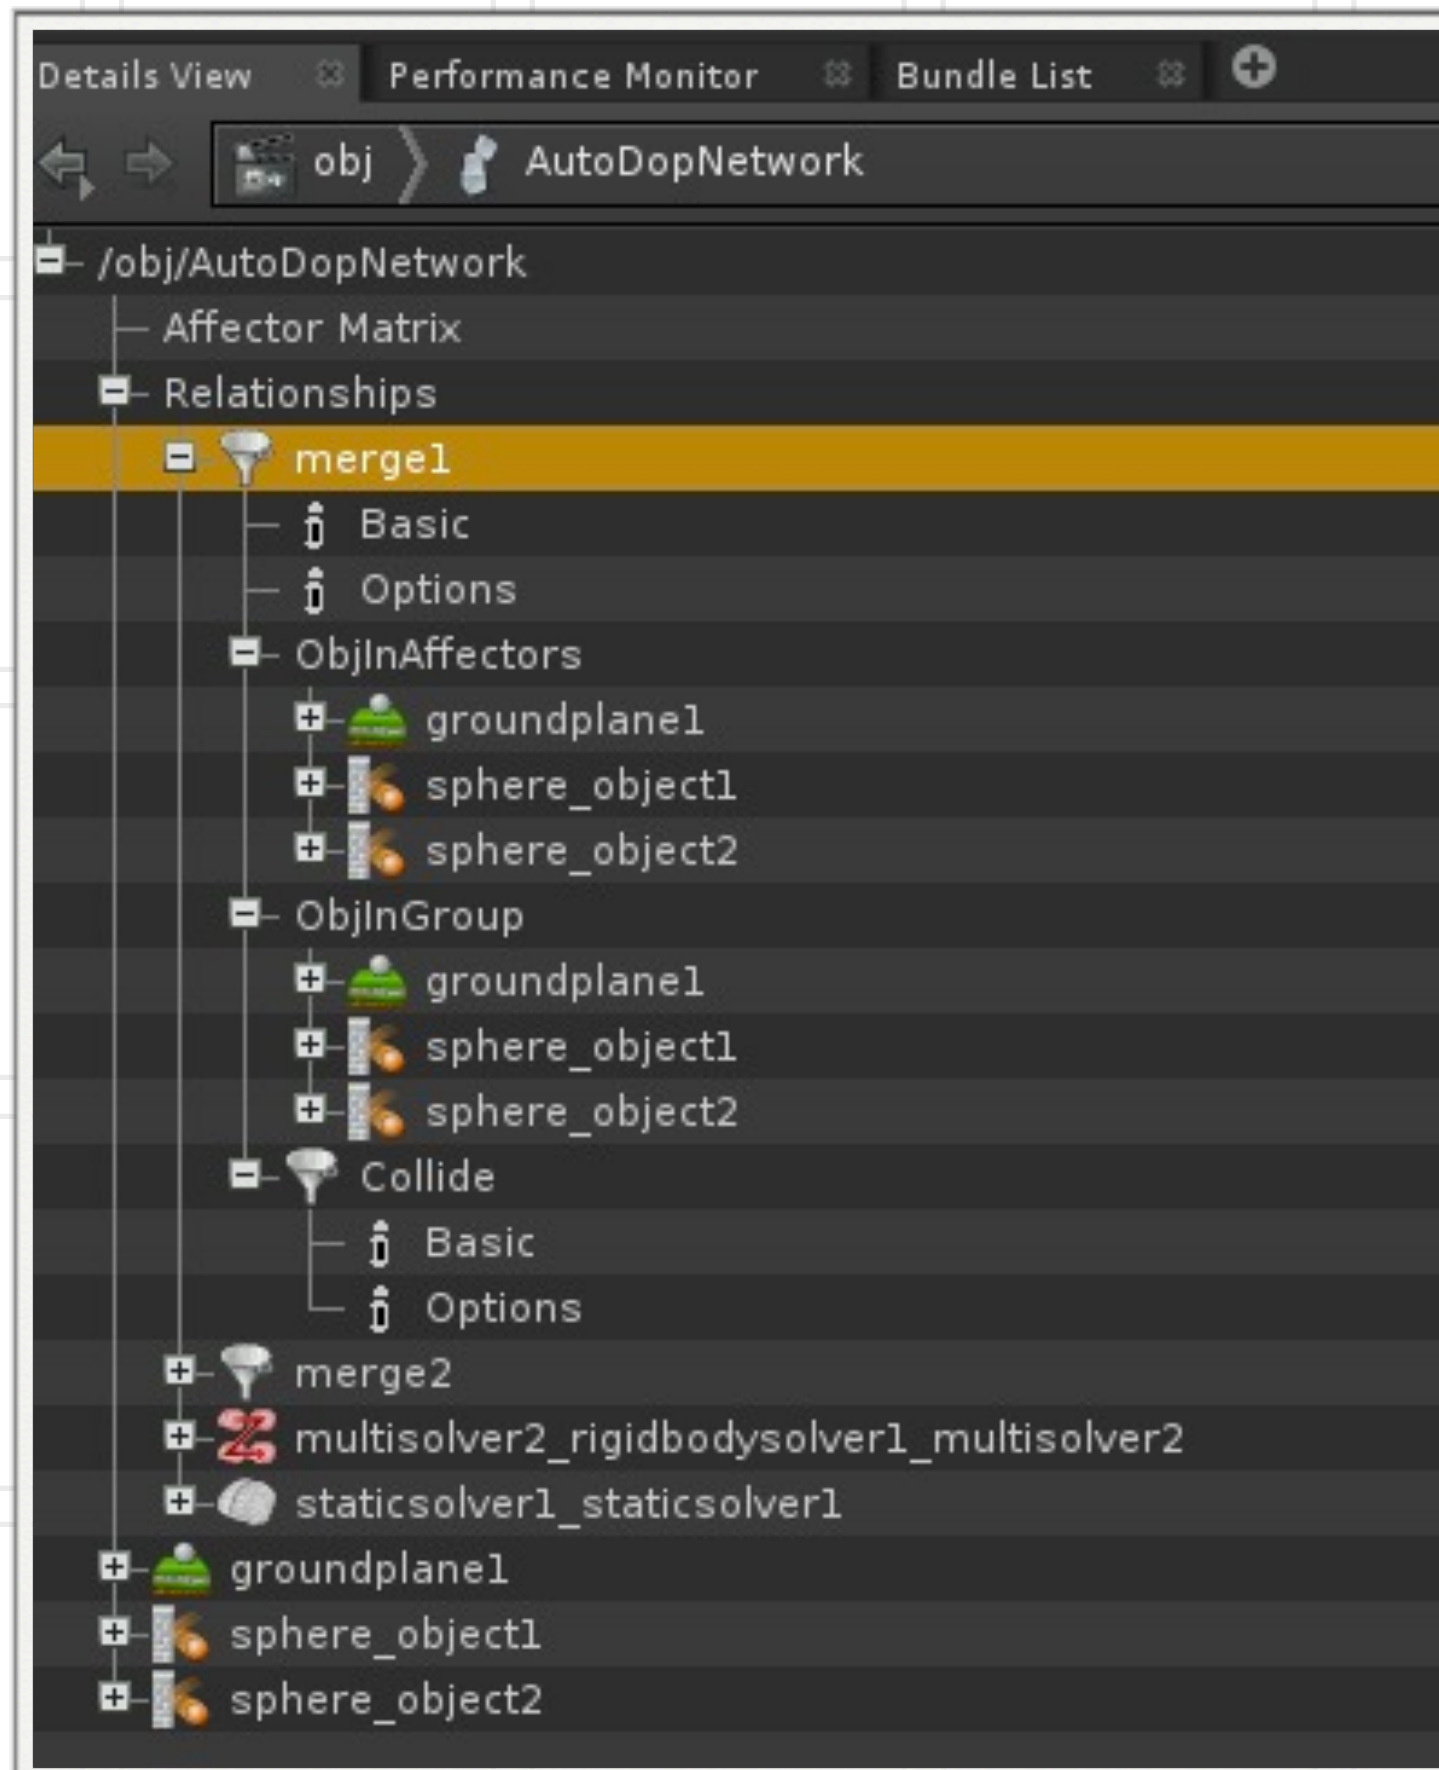 Details View Performance Monitor Bundle List
obj AutoDopNetwork
/obj/AutoDopNetwork
Affector Matrix
Relationships
merge1
Basic
Options
ObjInAffectors
groundplane1
sphere_object1
sphere_object2
ObjInGroup
groundplane1
sphere_object1
sphere_object2
Collide
Basic
Options
merge2
multisolver2_rigidbodysolver1_multisolver2
staticsolver1_staticsolver1
groundplane1
sphere_object1
sphere_object2